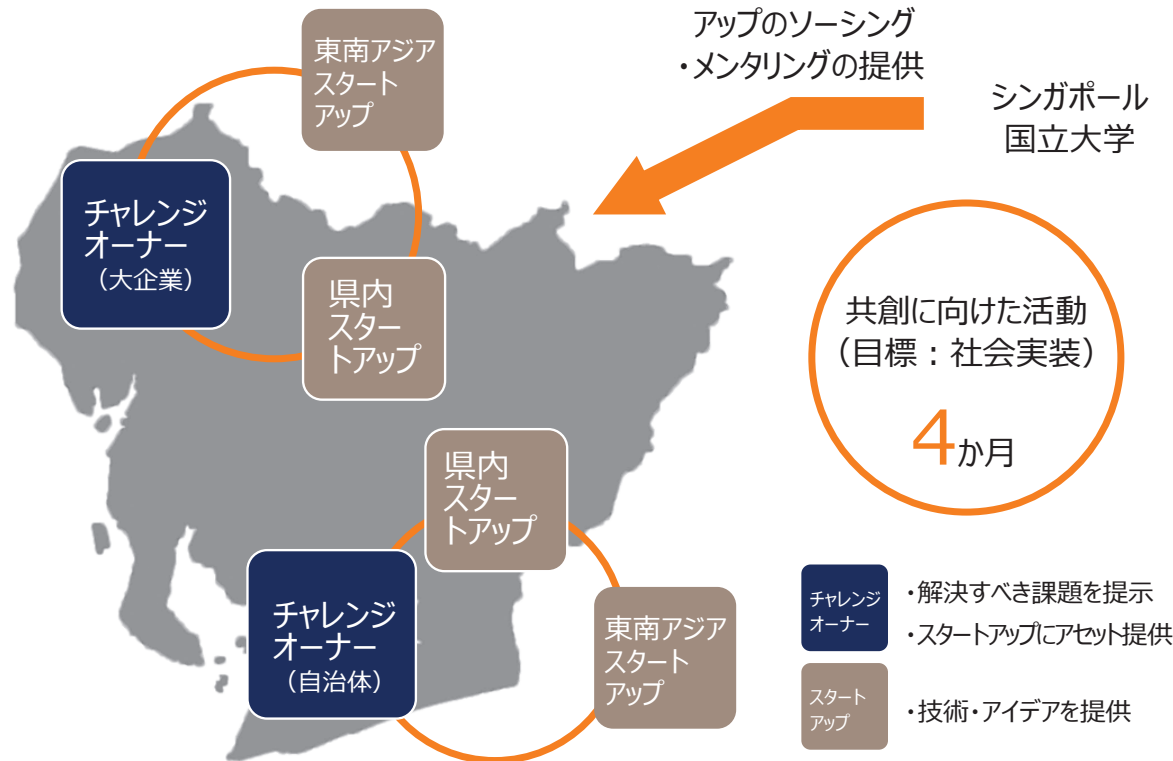 アップのソーシング
・メンタリングの提供
シンガポール
国立大学
東南アジア
スタート
アップ
チャレンジ
オーナー
（大企業）
県内
スター
トアップ
共創に向けた活動
（目標：社会実装）
4か月
県内
スター
トアップ
チャレンジ
オーナー
（自治体）
東南アジア
スタート
アップ
チャレンジ
オーナー
・解決すべき課題を提示
・スタートアップにアセット提供
スタート
アップ
・技術・アイデアを提供